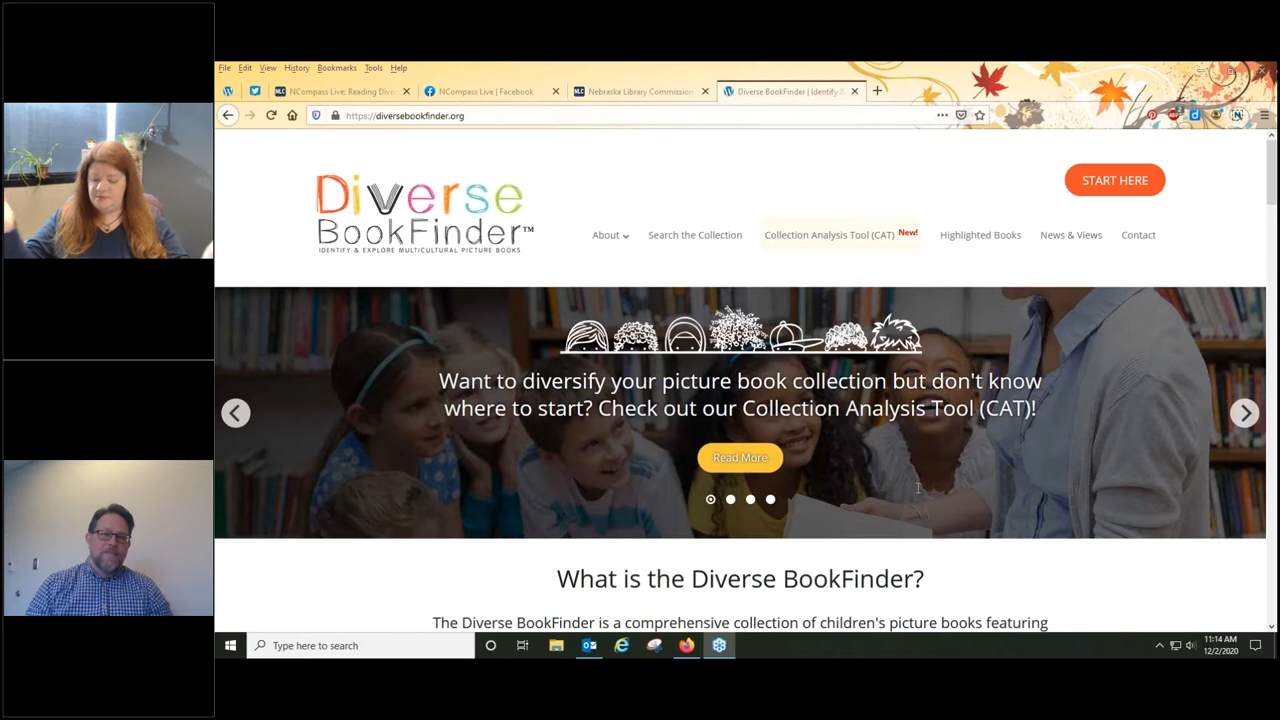 File Edit View History Bookmarks Tools Help
NCompass Live: Reading Dive
NCompass Live | Facebook
Nebraska Library Commission
Diverse BookFinder | Identify &
https://diversebookfinder.org
START HERE
Diverse
BookFinder™
IDENTIFY & EXPLORE MULTICULTURAL PICTURE BOOKS
About Search the Collection Collection Analysis Tool (CAT) New! Highlighted Books News & Views Contact
Want to diversify your picture book collection but don't know
where to start? Check out our Collection Analysis Tool (CAT)!
Read More
What is the Diverse BookFinder?
The Diverse BookFinder is a comprehensive collection of children's picture books featuring
Type here to search
11:14 AM
12/2/2020